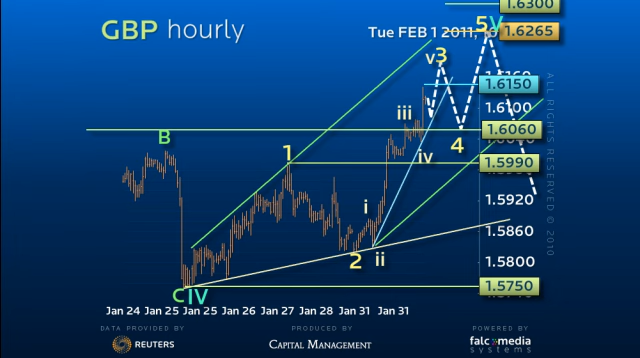 1.6300
GBP hourly
Tue FEB 1 2011,
5V
1.6265
v3
1.6150
1.6100
iii
B
1.6060
4
1
iv
1.5990
i
1.5920
1.5860
2
ii
1.5800
C IV
1.5750
Jan 24 Jan 25 Jan 25 Jan 26 Jan 27 Jan 28 Jan 31 Jan 31
ALL RIGHTS RESERVED © 2010
DATA PROVIDED BY
REUTERS
PRODUCED BY
CAPITAL MANAGEMENT
POWERED BY
falc media
systems